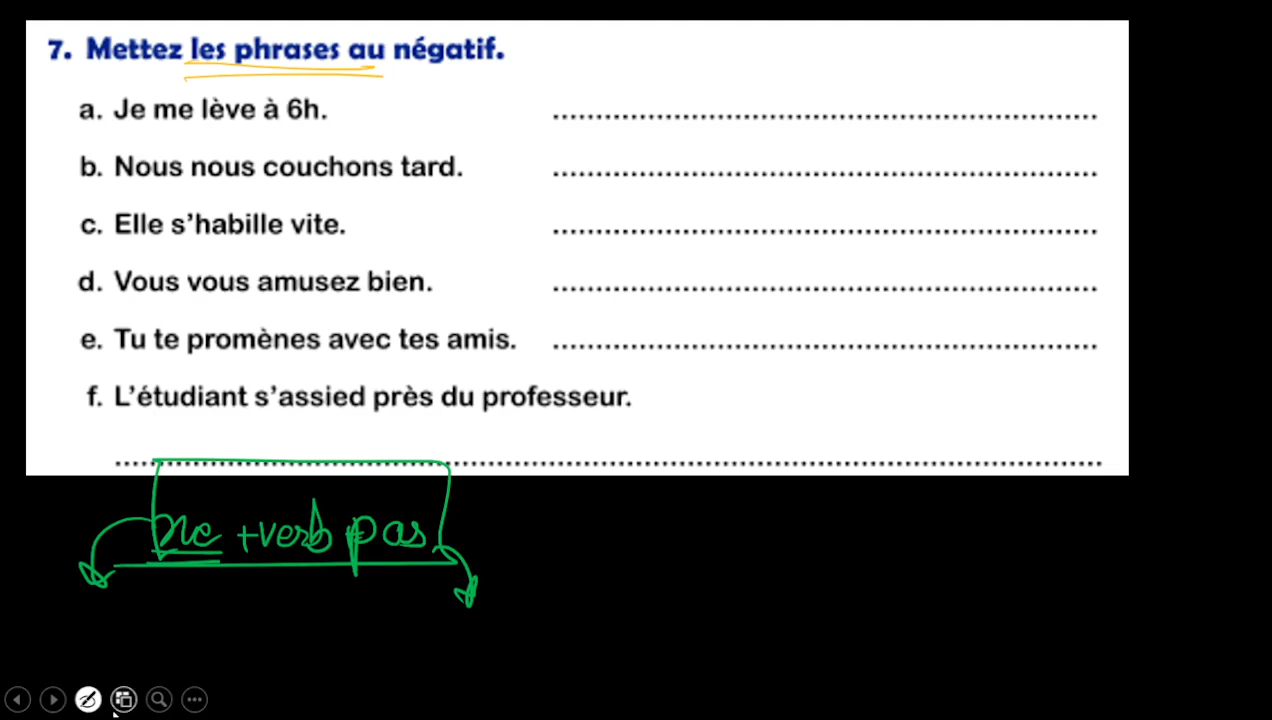 7. Mettez les phrases au négatif.
a. Je me lève à 6h. ................................................................
b. Nous nous couchons tard. ................................................................
c. Elle s'habille vite. ................................................................
d. Vous vous amusez bien. ................................................................
e. Tu te promènes avec tes amis. ................................................................
f. L'étudiant s'assied près du professeur.
................................................................
ne +verb pas